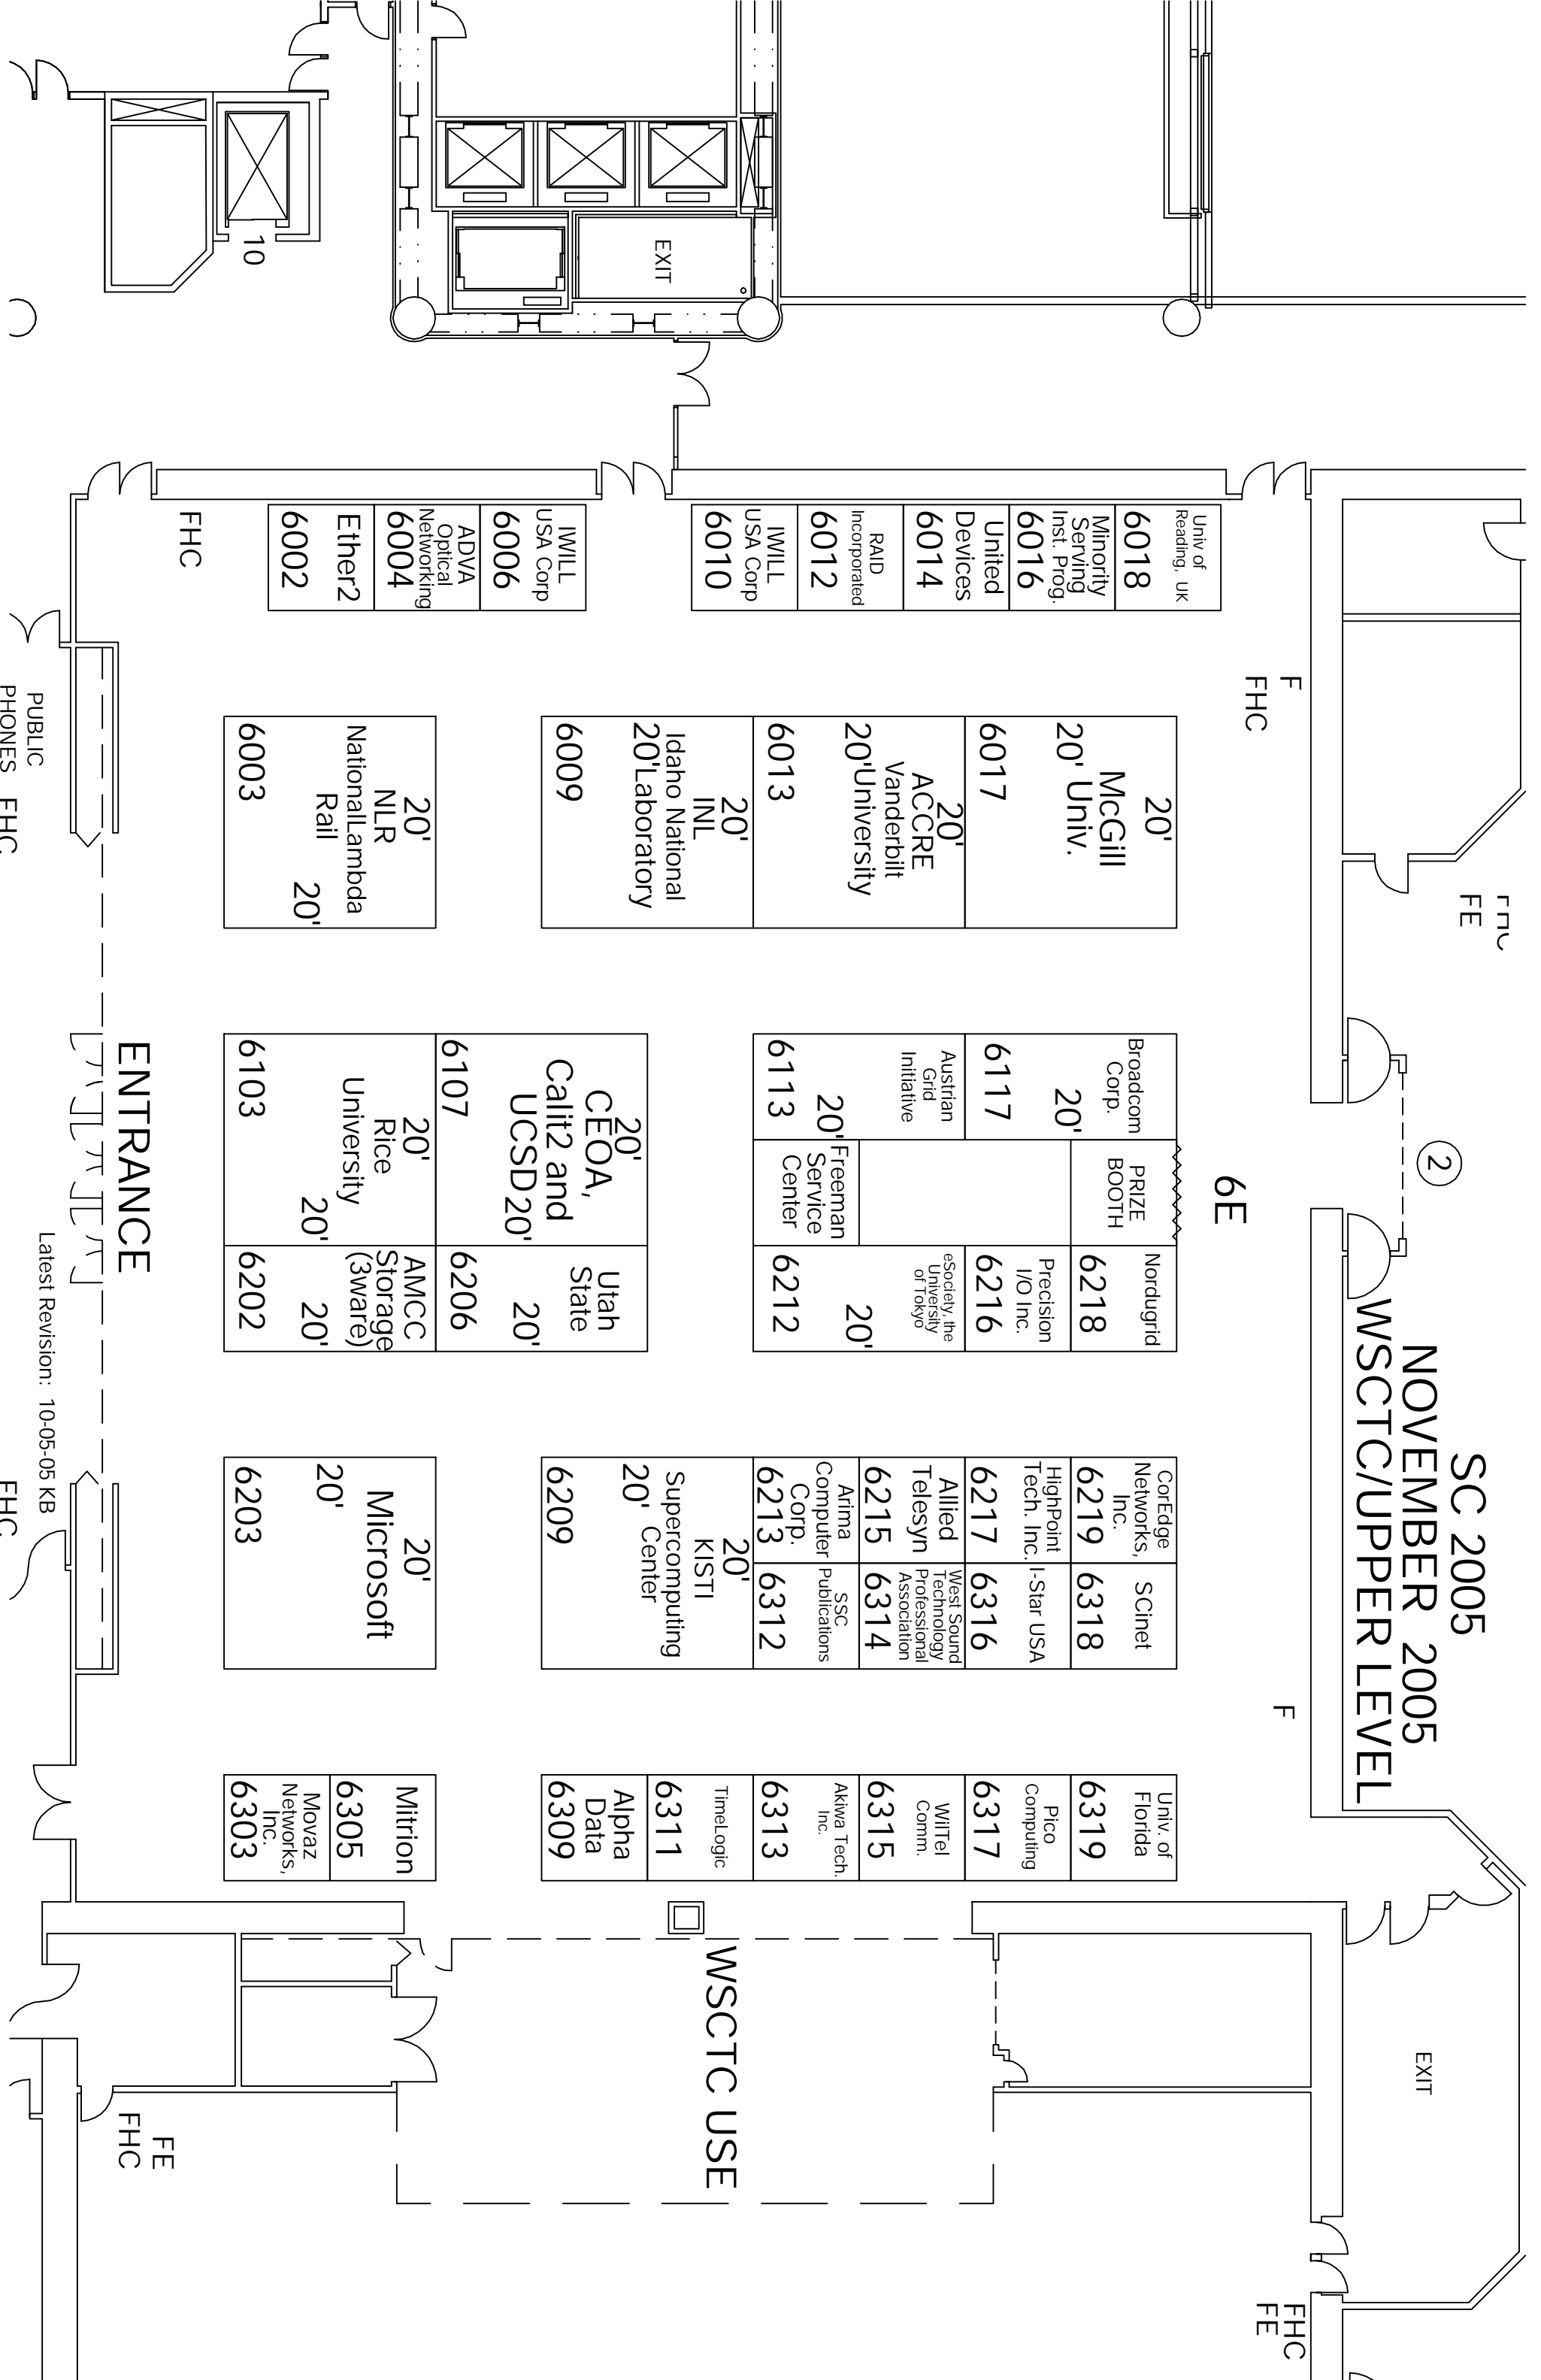 SC 2005
NOVEMBER 2005
WSCTC/UPPER LEVEL
2
6E
FE
F
FHC
F
EXIT
FHC
FE
EXIT
10
FHC
Univ of
Reading, UK
6018
Minority
Serving
Inst. Prog.
6016
United
Devices
6014
RAID
Incorporated
6012
IWILL
USA Corp
6010
IWILL
USA Corp
6006
ADVA
Optical
Networking
6004
Ether2
6002
20'
McGill
20' Univ.
6017
20'
ACCRE
Vanderbilt
20'University
6013
20'
INL
Idaho National
20'Laboratory
6009
20'
NLR
NationalLambda
Rail
20'
6003
Broadcom
Corp.
20'
6117
Austrian
Grid
Initiative
20'
6113
PRIZE
BOOTH
Freeman
Service
Center
20'
CEOA,
Calit2 and
UCSD20'
6107
20'
Rice
University
20'
6103
Nordugrid
6218
Precision
I/O Inc.
6216
eSociety, the
University
of Tokyo
20'
6212
Utah
State
20'
6206
AMCC
Storage
(3ware)
20'
6202
CorEdge
Networks,
Inc.
6219
HighPoint
Tech. Inc.
6217
Allied
Telesyn
6215
Arima
Computer
Corp.
6213
SCinet
6318
I-Star USA
6316
West Sound
Technology
Professional
Association
6314
SSC
Publications
6312
20'
KISTI
Supercomputing
20' Center
6209
20'
Microsoft
20'
6203
Univ. of
Florida
6319
Pico
Computing
6317
WilTel
Comm.
6315
Akiwa Tech.
Inc.
6313
TimeLogic
6311
Alpha
Data
6309
Mitrion
6305
Movaz
Networks,
Inc.
6303
WSCTC USE
ENTRANCE
PUBLIC
PHONES FHC
Latest Revision: 10-05-05 KB
FHC
FE
FHC